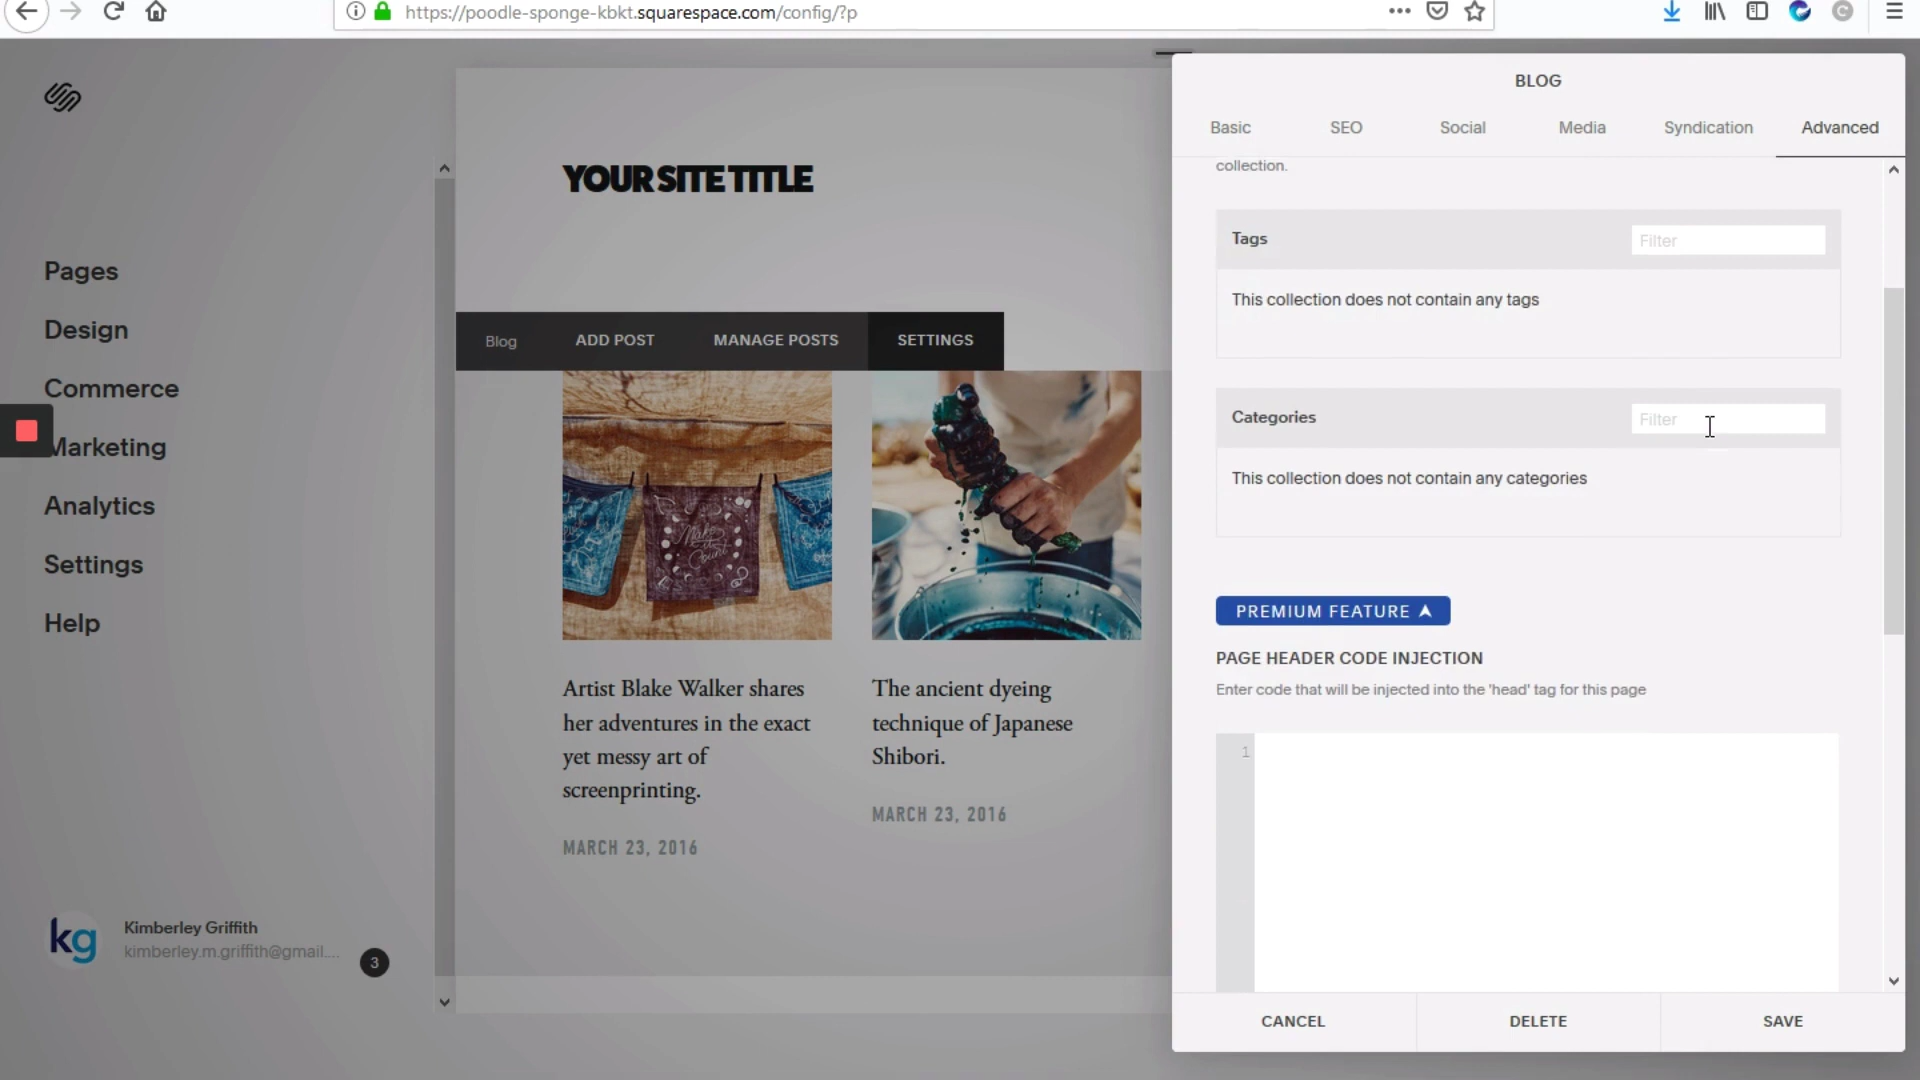 https://poodle-sponge-kbkt.squarespace.com/config/?p
Pages
Design
Commerce
Marketing
Analytics
Settings
Help
kg
Kimberley Griffith
kimberley.m.griffith@gmail....
3
YOUR SITE TITLE
Blog
ADD POST
MANAGE POSTS
SETTINGS
Make
it
Count
Artist Blake Walker shares
her adventures in the exact
yet messy art of
screenprinting.
MARCH 23, 2016
The ancient dyeing
technique of Japanese
Shibori.
MARCH 23, 2016
BLOG
Basic
SEO
Social
Media
Syndication
Advanced
collection.
Tags
Filter
This collection does not contain any tags
Categories
Filter
This collection does not contain any categories
PREMIUM FEATURE
PAGE HEADER CODE INJECTION
Enter code that will be injected into the 'head' tag for this page
1
CANCEL
DELETE
SAVE